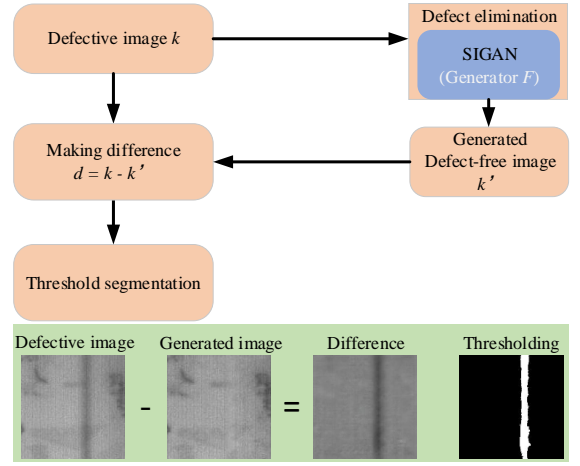 Defective image k
Defect elimination
SIGAN
(Generator F)
Making difference
d = k - k′
Generated
Defect-free image
k′
Threshold segmentation
Defective image
Generated image
Difference
Thresholding
- =